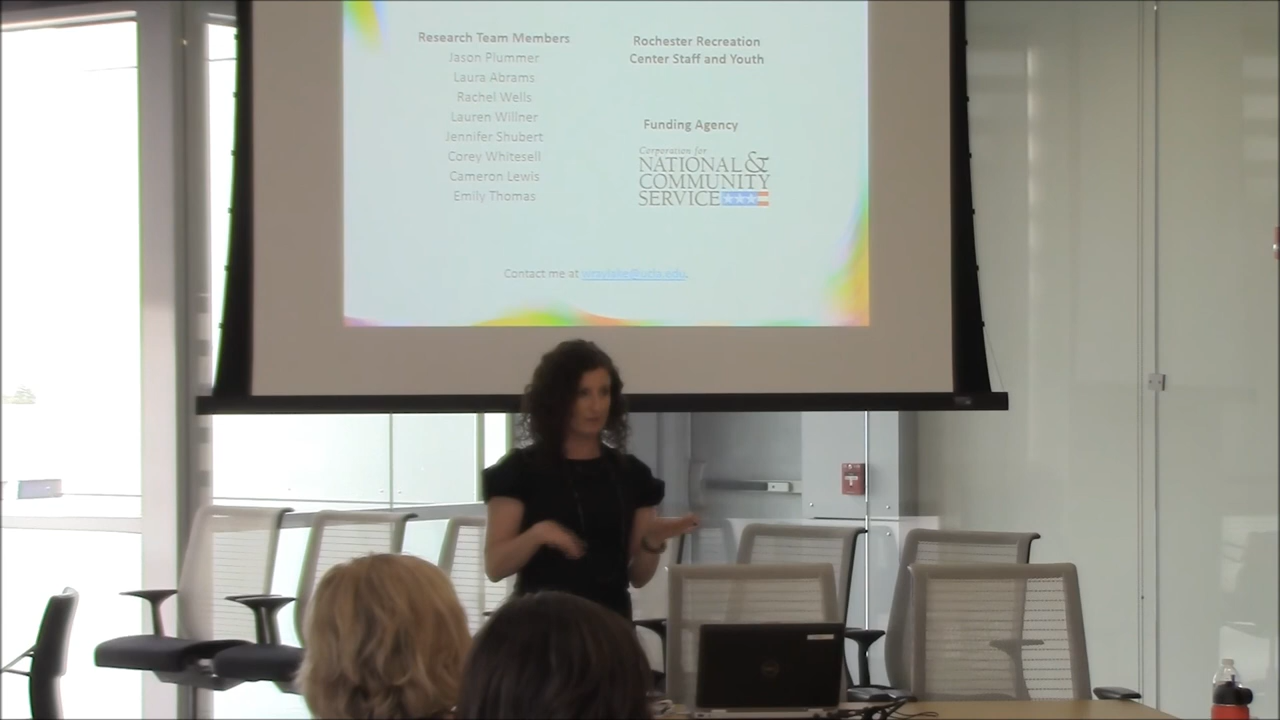 Research Team Members
Jason Plummer
Laura Abrams
Rachel Wells
Lauren Willner
Jennifer Shubert
Corey Whitesell
Cameron Lewis
Emily Thomas
Rochester Recreation
Center Staff and Youth
Funding Agency
Corporation for
NATIONAL &
COMMUNITY
SERVICE
Contact me at